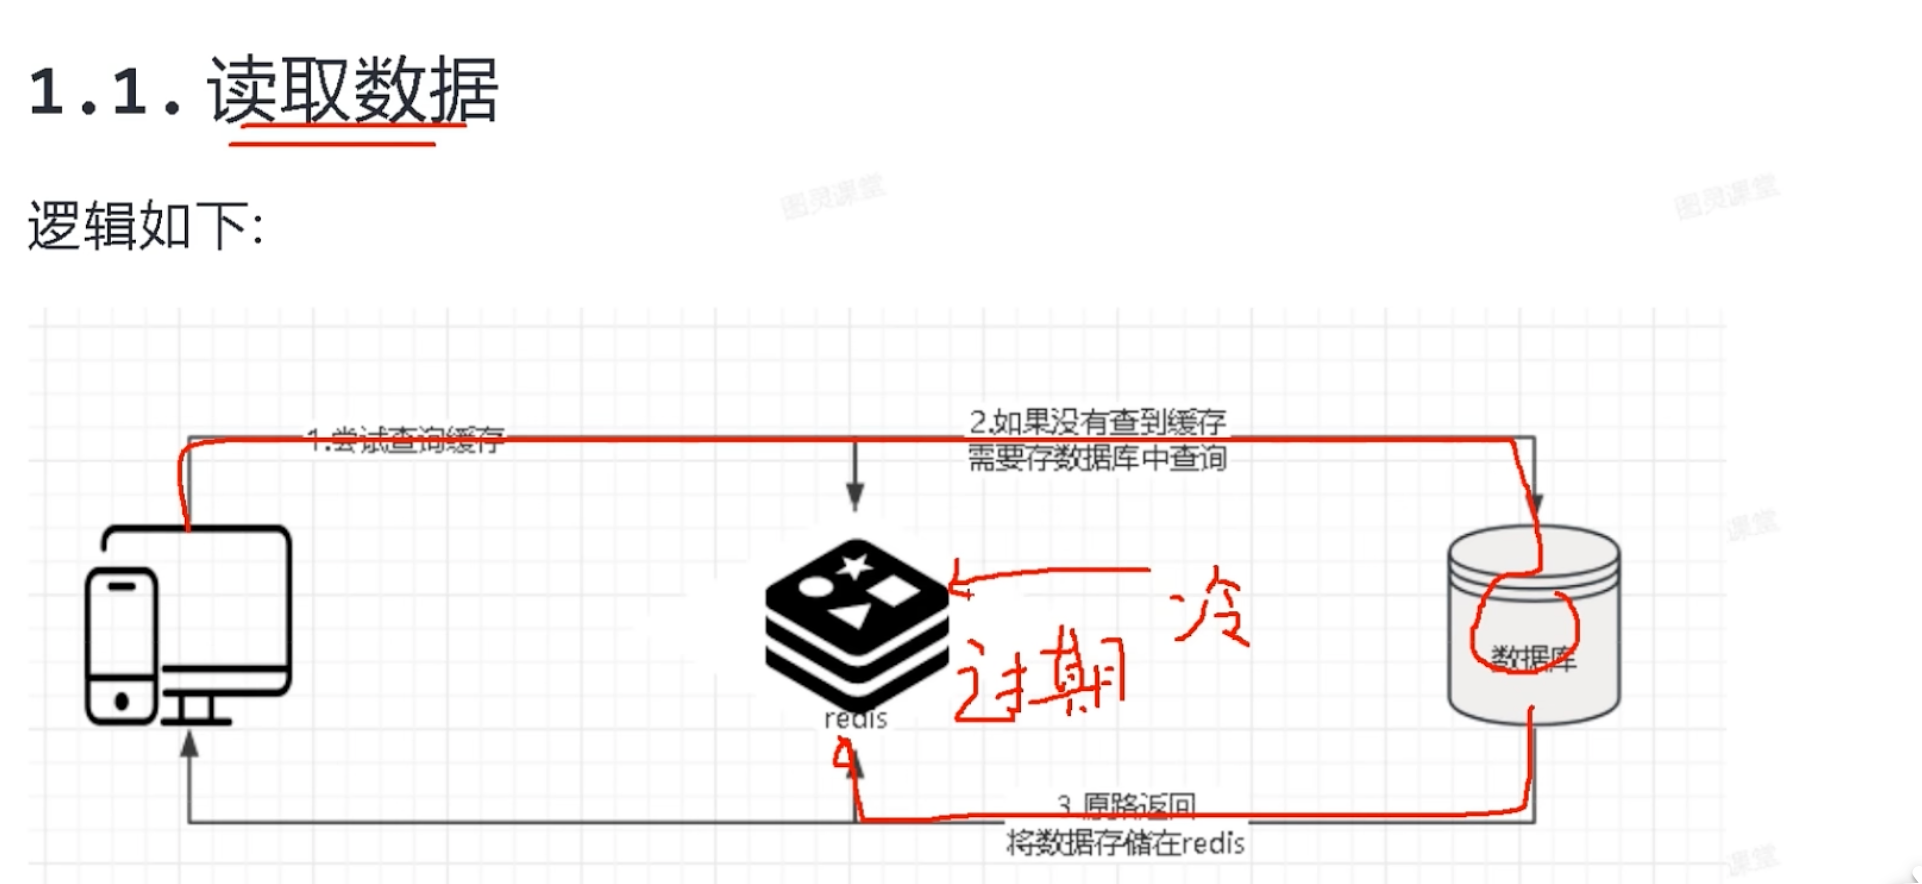 1.1. 读取数据
逻辑如下:
图灵课堂
图灵课堂
1.尝试查询缓存
2.如果没有查到缓存
需要存数据库中查询
课堂
冷
过期
数据库
redis
3.原路返回
将数据存储在redis
课堂